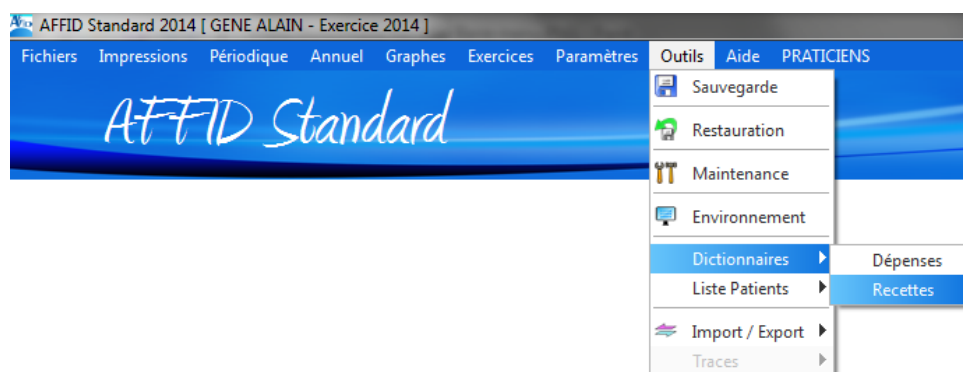 AFFID Standard 2014 [ GENE ALAIN - Exercice 2014 ]
Fichiers Impressions Périodique Annuel Graphes Exercices Paramètres Outils Aide PRATICIENS
AFFID Standard
Sauvegarde
Restauration
Maintenance
Environnement
Dictionnaires
Dépenses
Liste Patients
Recettes
Import / Export
Traces